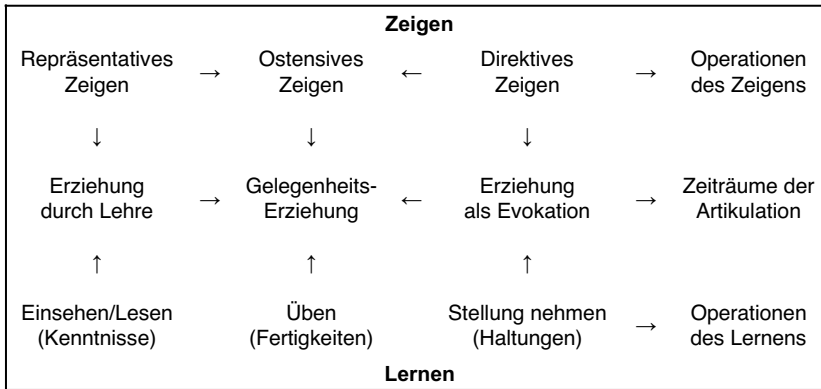 Zeigen
Repräsentatives Zeigen → Ostensives Zeigen ← Direktives Zeigen → Operationen des Zeigens
↓ ↓ ↓
Erziehung durch Lehre → Gelegenheits-Erziehung ← Erziehung als Evokation → Zeiträume der Artikulation
↑ ↑ ↑
Einsehen/Lesen (Kenntnisse) Üben (Fertigkeiten) Stellung nehmen (Haltungen) → Operationen des Lernens
Lernen